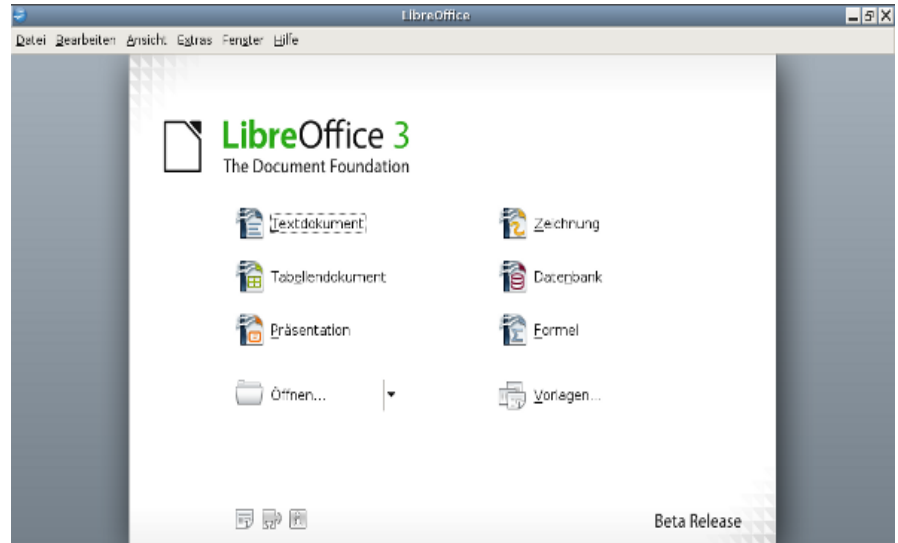 LibreOffice
Datei Bearbeiten Ansicht Extras Fenster Hilfe
LibreOffice 3
The Document Foundation
Textdokument
Zeichnung
Tabellendokument
Datenbank
Präsentation
Formel
Öffnen...
Vorlagen...
Beta Release